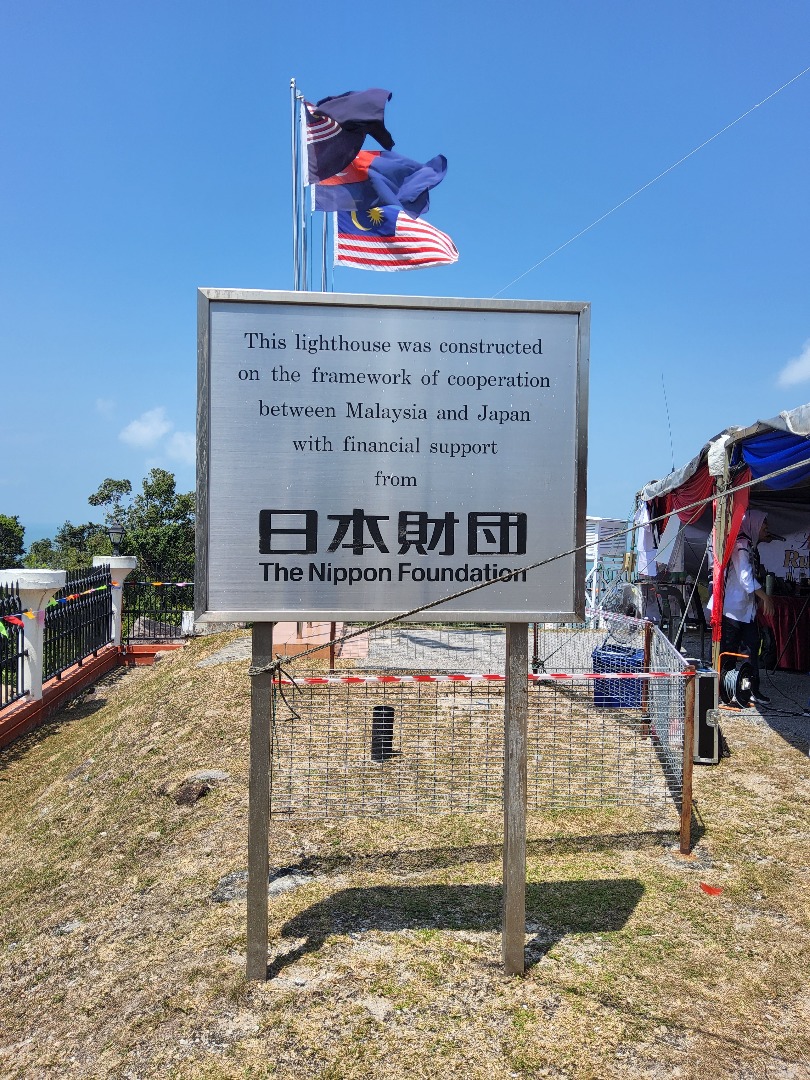 This lighthouse was constructed
on the framework of cooperation
between Malaysia and Japan
with financial support
from
日本財団
The Nippon Foundation